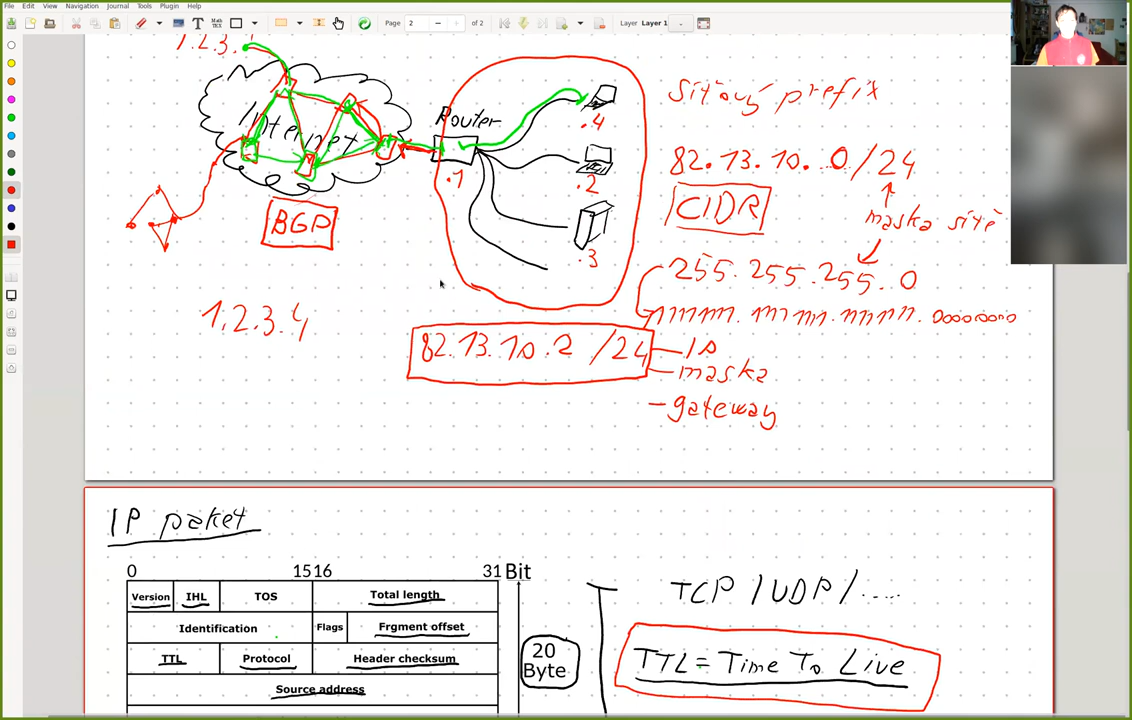 File Edit View Navigation Journal Tools Plugin Help
Page 2 of 2 Layer Layer 1
1.2.3.
Internet
Router
.1
.4
.2
.3
BGP
síťový prefix
82.13.10.0/24
CIDR
maska sítě
255.255.255.0
1.2.3.4
82.13.10.2 /24
IP
maska
- gateway
IP paket
0 15 16 31 Bit
Version IHL TOS Total length
Identification Flags Frgment offset
TTL Protocol Header checksum
Source address
20
Byte
TCP /UDP/ .....
TTL = Time To Live